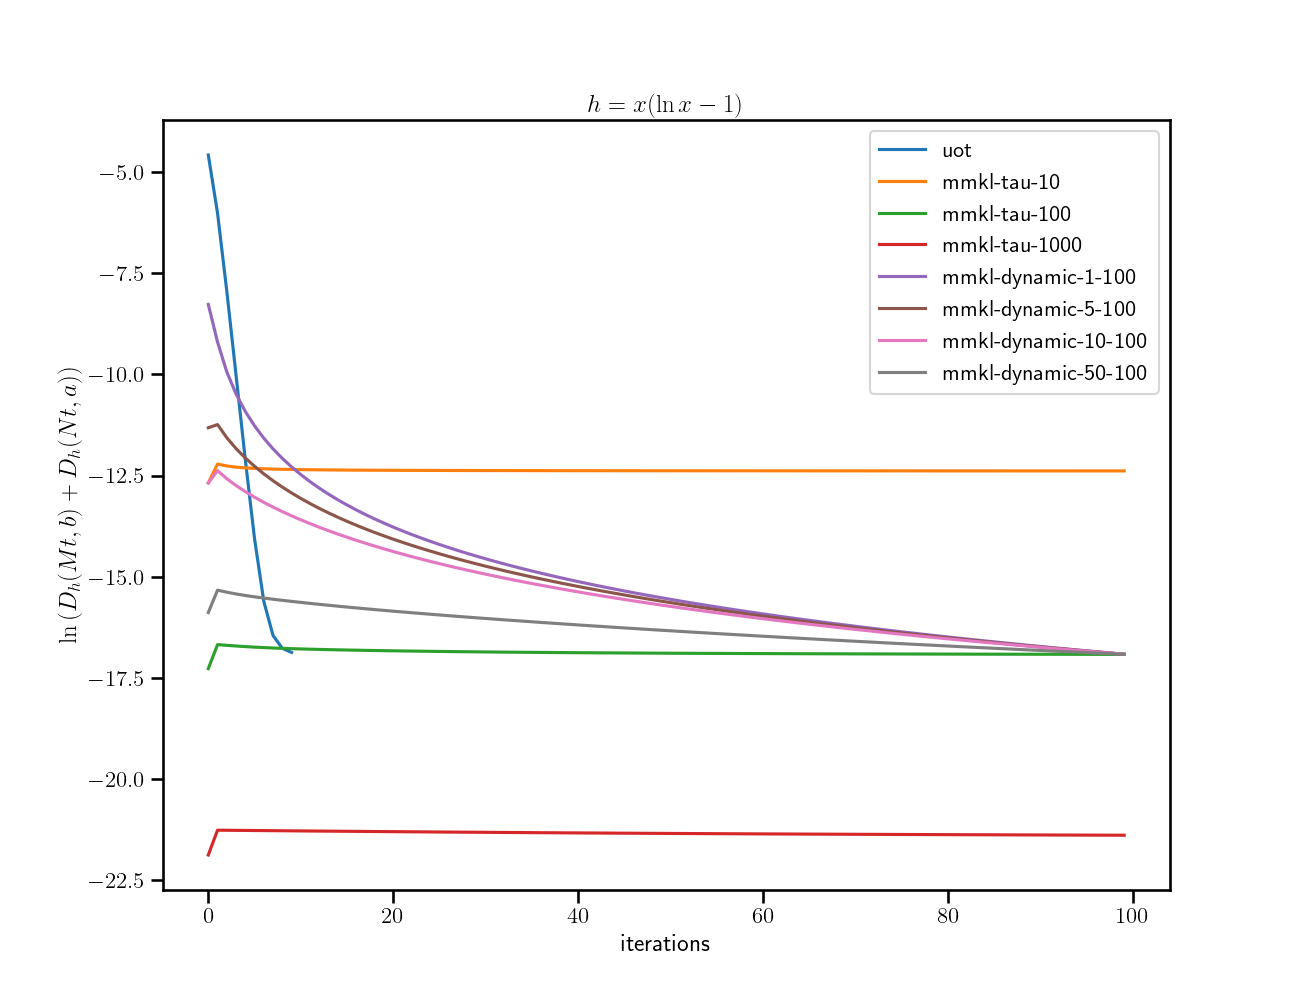 h = x(ln x − 1)
−5.0
−7.5
−10.0
−12.5
−15.0
−17.5
−20.0
−22.5
ln (D_h(Mt, b) + D_h(Nt, a))
uot
mmkl-tau-10
mmkl-tau-100
mmkl-tau-1000
mmkl-dynamic-1-100
mmkl-dynamic-5-100
mmkl-dynamic-10-100
mmkl-dynamic-50-100
0 20 40 60 80 100
iterations